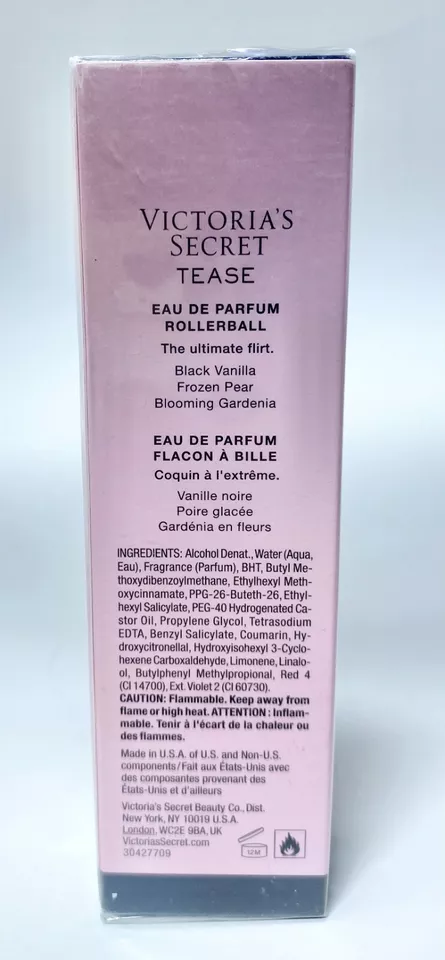 VICTORIA'S
SECRET
TEASE
EAU DE PARFUM
ROLLERBALL
The ultimate flirt.
Black Vanilla
Frozen Pear
Blooming Gardenia
EAU DE PARFUM
FLACON À BILLE
Coquin à l'extrême.
Vanille noire
Poire glacée
Gardénia en fleurs
INGREDIENTS: Alcohol Denat., Water (Aqua,
Eau), Fragrance (Parfum), BHT, Butyl Me-
thoxydibenzoylmethane, Ethylhexyl Meth-
oxycinnamate, PPG-26-Buteth-26, Ethyl-
hexyl Salicylate, PEG-40 Hydrogenated Ca-
stor Oil, Propylene Glycol, Tetrasodium
EDTA, Benzyl Salicylate, Coumarin, Hy-
droxycitronellal, Hydroxyisohexyl 3-Cyclo-
hexene Carboxaldehyde, Limonene, Linalo-
ol, Butylphenyl Methylpropional, Red 4
(CI 14700), Ext. Violet 2 (CI 60730).
CAUTION: Flammable. Keep away from
flame or high heat. ATTENTION : Inflam-
mable. Tenir à l'écart de la chaleur ou
des flammes.
Made in U.S.A. of U.S. and Non-U.S.
components/Fait aux États-Unis avec
des composantes provenant des
États-Unis et d'ailleurs
Victoria's Secret Beauty Co., Dist.
New York, NY 10019 U.S.A.
London, WC2E 9BA, UK
VictoriasSecret.com
30427709
12M